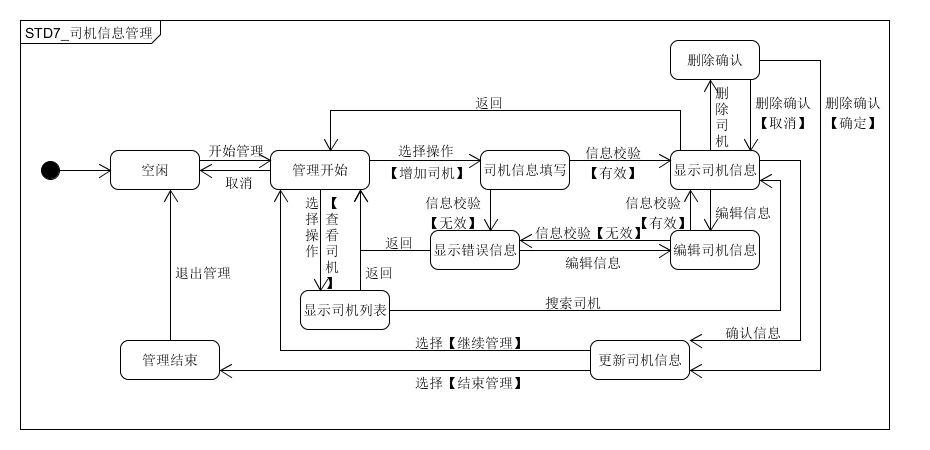 STD7_司机信息管理
删除确认
返回
删除司机
删除确认
【取消】
删除确认
【确定】
开始管理
选择操作
【增加司机】
信息校验
【有效】
空闲
管理开始
司机信息填写
显示司机信息
取消
选择操作
【查看司机】
信息校验
【无效】
信息校验
【有效】
编辑信息
信息校验【无效】
返回
显示错误信息
编辑司机信息
编辑信息
退出管理
返回
显示司机列表
搜索司机
确认信息
选择【继续管理】
管理结束
更新司机信息
选择【结束管理】